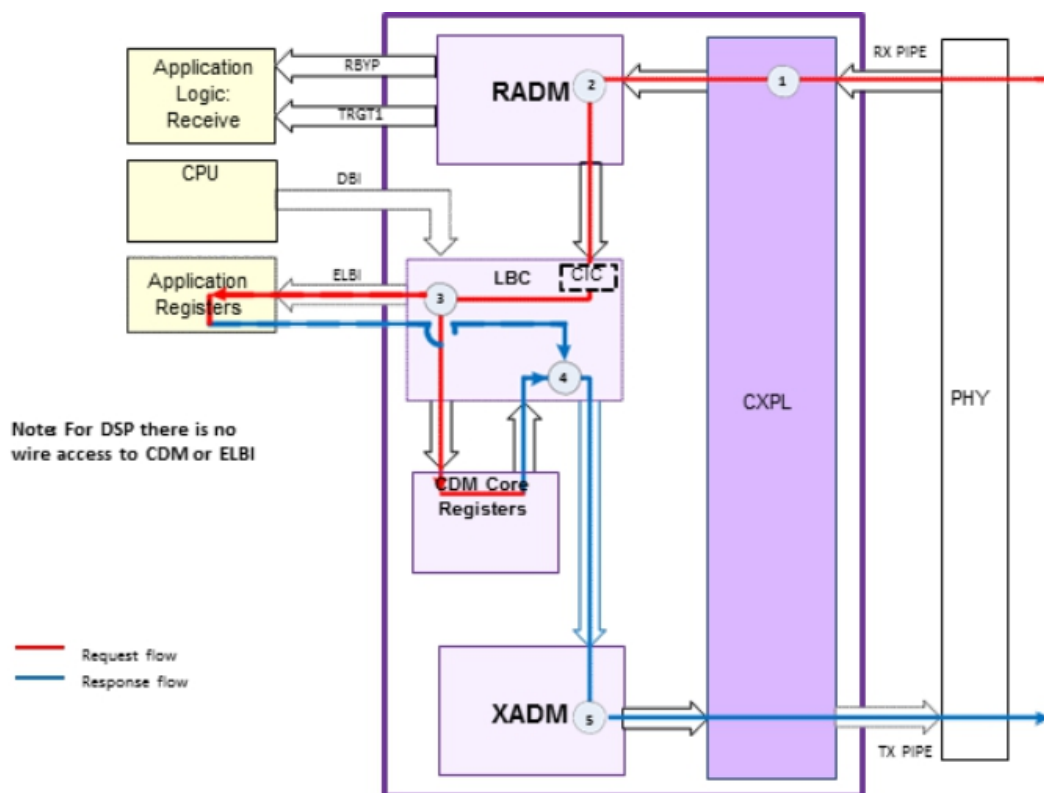 Application
Logic:
Receive
RBYP
TRGT1
RADM
2
1
RX PIPE
CPU
DBI
Application
Registers
ELBI
LBC
CIC
3
4
CXPL
PHY
Note: For DSP there is no
wire access to CDM or ELBI
CDM Core
Registers
Request flow
Response flow
XADM
5
TX PIPE